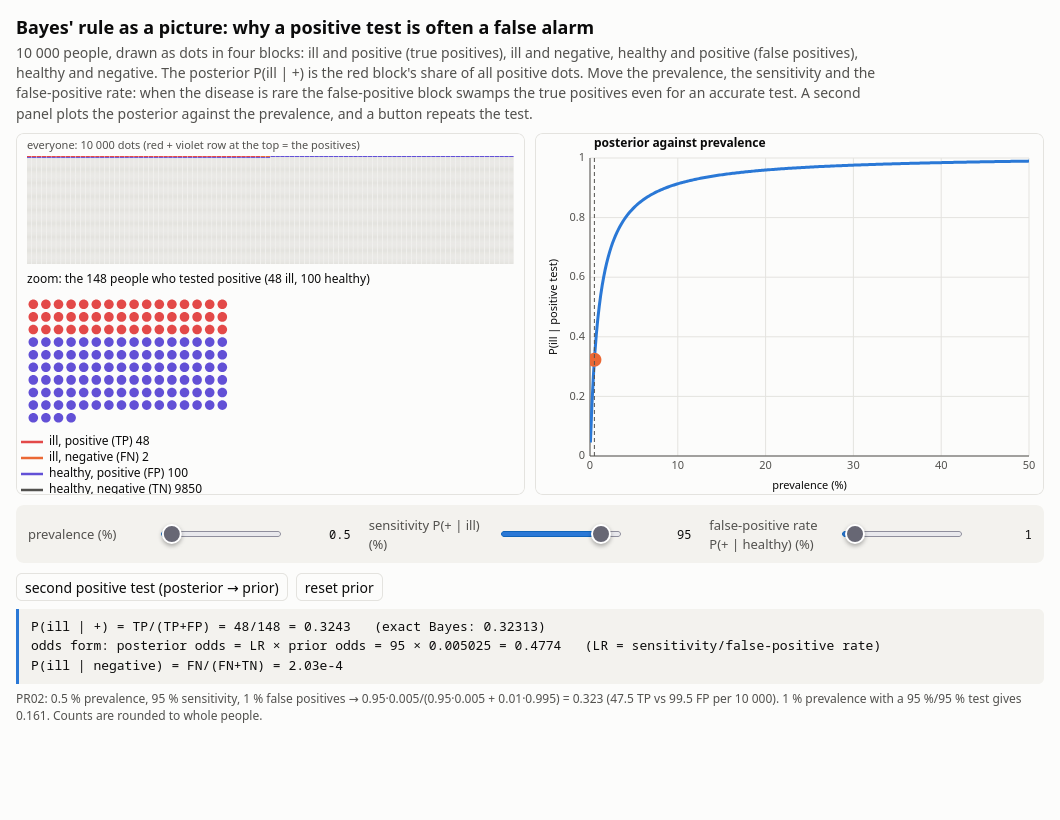 Bayes' rule as a picture: why a positive test is often a false alarm
10 000 people, drawn as dots in four blocks: ill and positive (true positives), ill and negative, healthy and positive (false positives),
healthy and negative. The posterior P(ill | +) is the red block's share of all positive dots. Move the prevalence, the sensitivity and the
false-positive rate: when the disease is rare the false-positive block swamps the true positives even for an accurate test. A second
panel plots the posterior against the prevalence, and a button repeats the test.
everyone: 10 000 dots (red + violet row at the top = the positives)
zoom: the 148 people who tested positive (48 ill, 100 healthy)
ill, positive (TP) 48
ill, negative (FN) 2
healthy, positive (FP) 100
healthy, negative (TN) 9850
posterior against prevalence
1
0.8
0.6
0.4
0.2
0
P(ill | positive test)
0 10 20 30 40 50
prevalence (%)
prevalence (%) 0.5
sensitivity P(+ | ill)
(%) 95
false-positive rate
P(+ | healthy) (%) 1
second positive test (posterior → prior) reset prior
P(ill | +) = TP/(TP+FP) = 48/148 = 0.3243 (exact Bayes: 0.32313)
odds form: posterior odds = LR × prior odds = 95 × 0.005025 = 0.4774 (LR = sensitivity/false-positive rate)
P(ill | negative) = FN/(FN+TN) = 2.03e-4
PR02: 0.5 % prevalence, 95 % sensitivity, 1 % false positives → 0.95·0.005/(0.95·0.005 + 0.01·0.995) = 0.323 (47.5 TP vs 99.5 FP per 10 000). 1 % prevalence with a 95 %/95 % test gives
0.161. Counts are rounded to whole people.